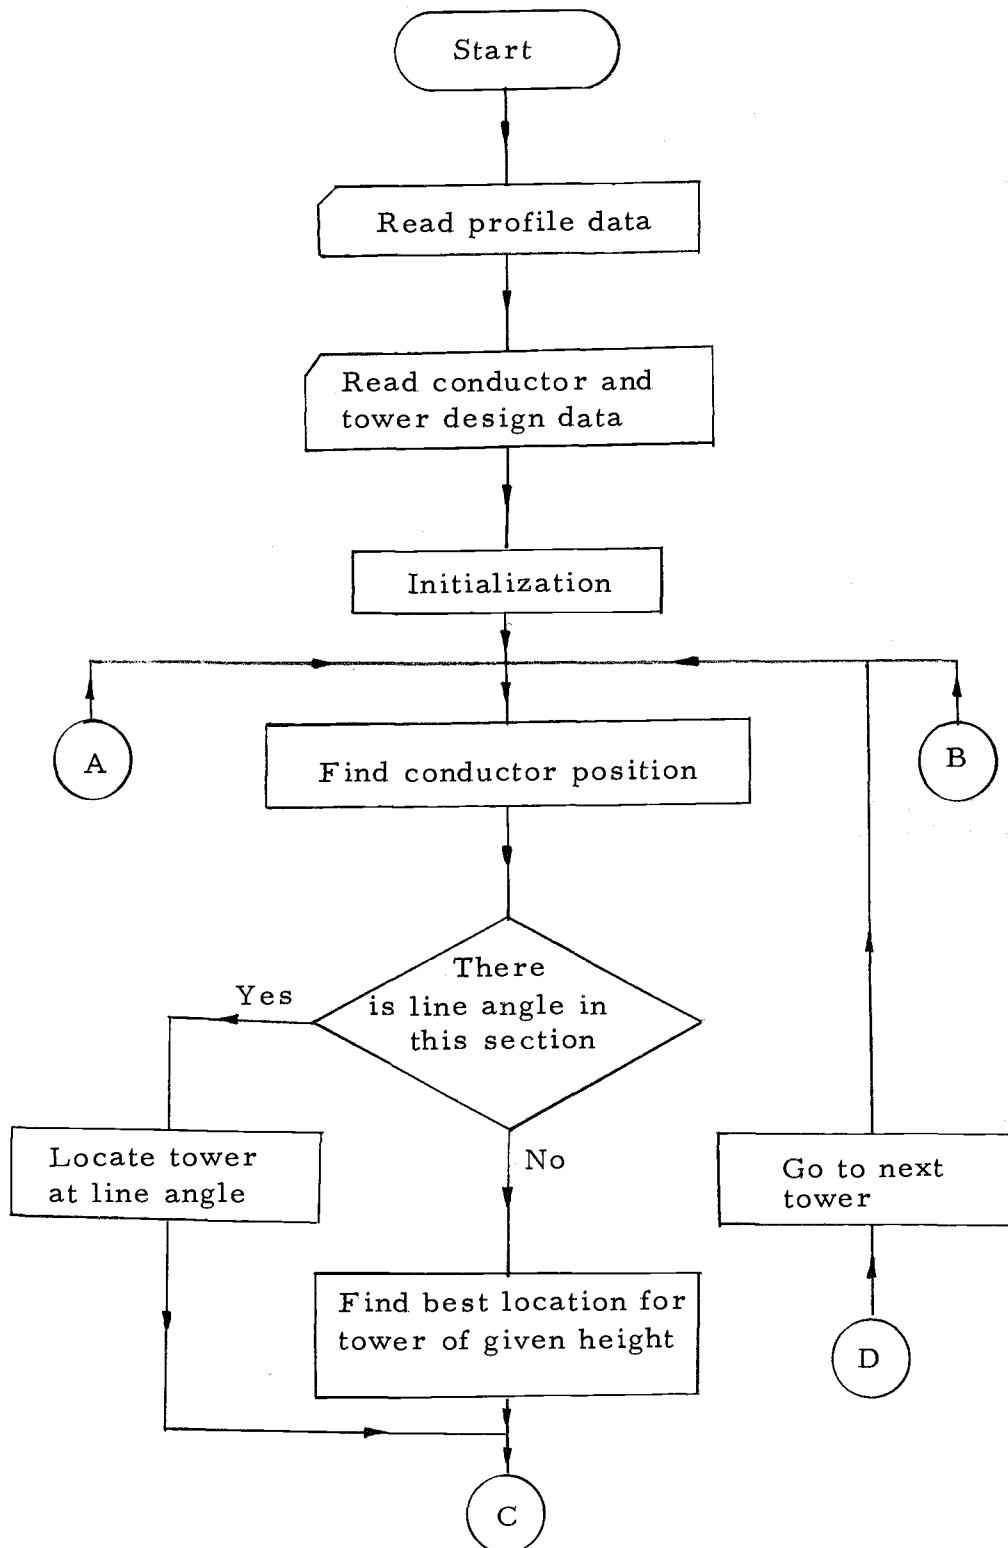 Start
Read profile data
Read conductor and
tower design data
Initialization
A
B
Find conductor position
There
is line angle in
this section
Yes
No
Locate tower
at line angle
Go to next
tower
Find best location for
tower of given height
D
C